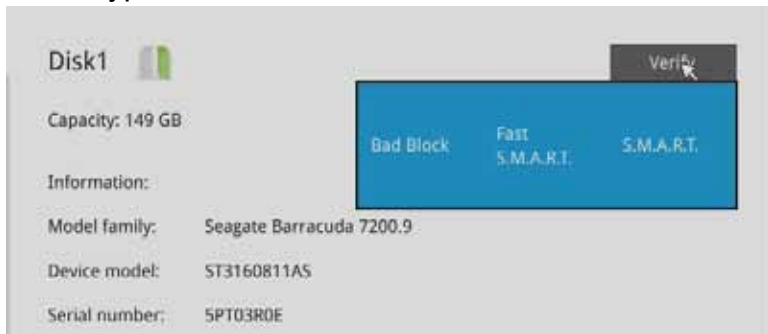 Disk1
Verify
Capacity: 149 GB
Bad Block
Fast
S.M.A.R.T.
S.M.A.R.T.
Information:
Model family: Seagate Barracuda 7200.9
Device model: ST3160811AS
Serial number: 5PT03R0E